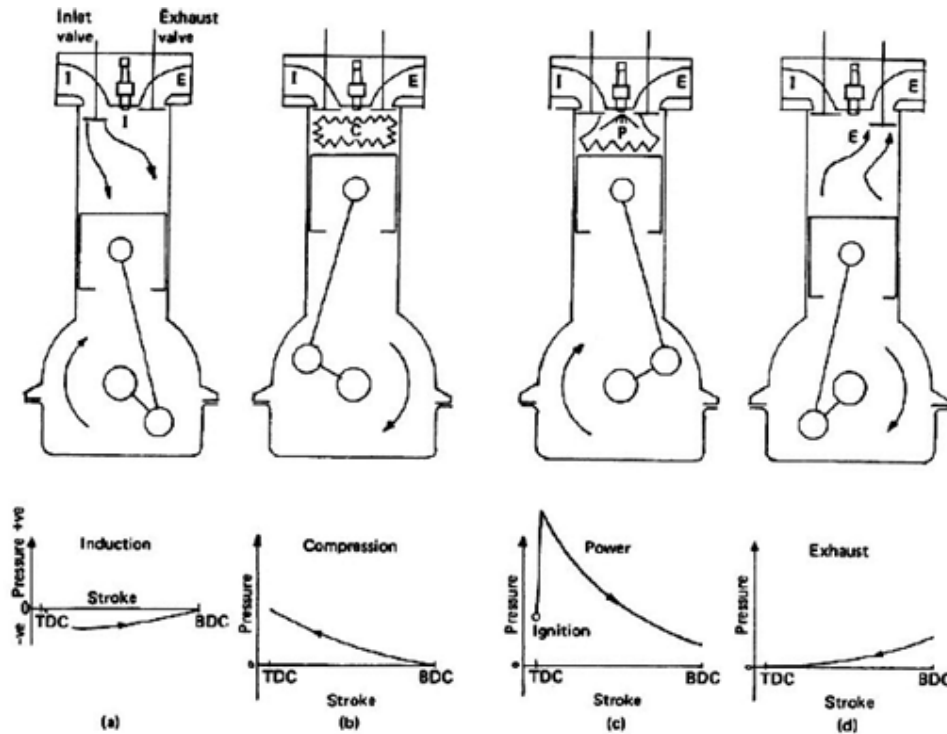 Inlet
valve
Exhaust
valve
I
E
I
I
E
C
I
E
P
I
E
E
Pressure +ve
-ve
0
Induction
Stroke
TDC
BDC
(a)
Pressure
o
Compression
TDC
BDC
Stroke
(b)
Pressure
o
Power
Ignition
TDC
BDC
Stroke
(c)
Pressure
o
Exhaust
TDC
BDC
Stroke
(d)